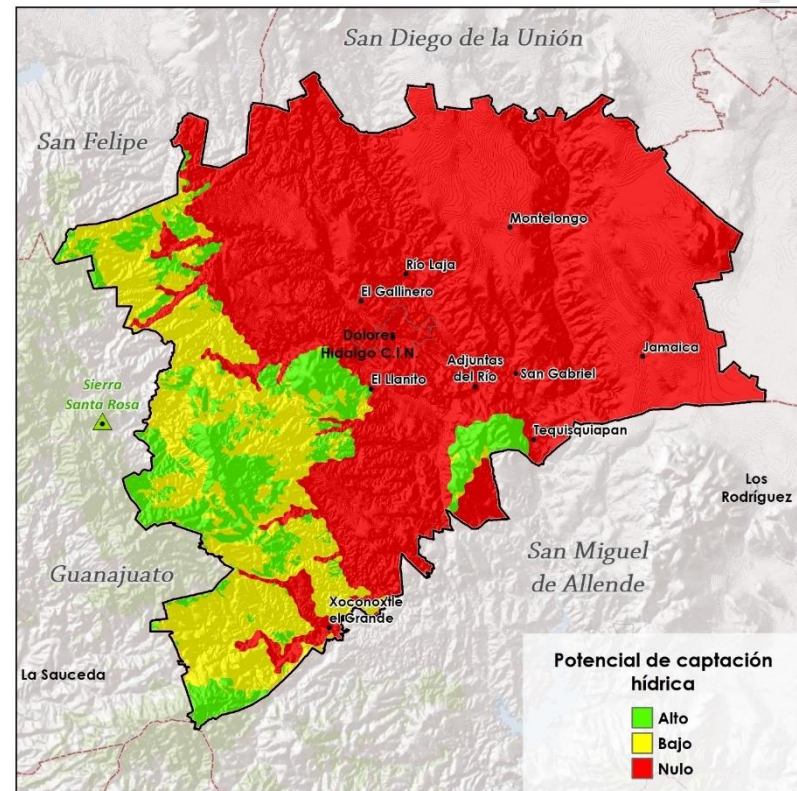 San Diego de la Unión
San Felipe
Montelongo
Río Laja
El Gallinero
Dolores
Hidalgo C.I.N.
Adjuntas
del Río
San Gabriel
Jamaica
El Llanito
Sierra
Santa Rosa
Tequisquiapan
Los
Rodríguez
San Miguel
de Allende
Guanajuato
Xoconoxtle
el Grande
La Sauceda
Potencial de captación
hídrica
Alto
Bajo
Nulo